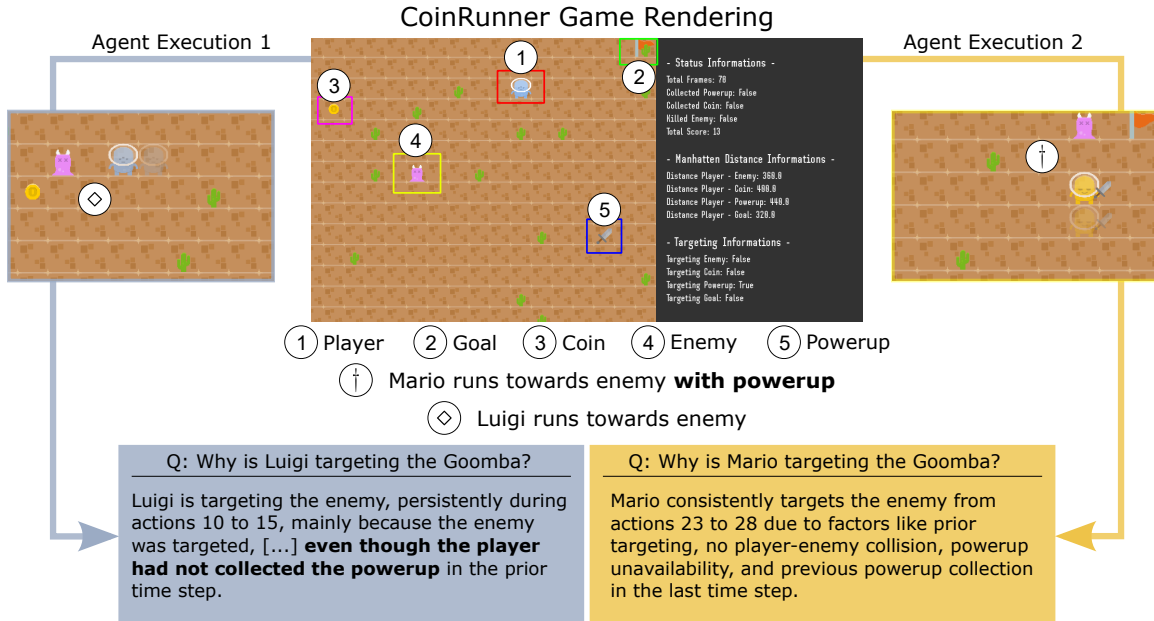 CoinRunner Game Rendering
Agent Execution 1
Agent Execution 2
1
2
3
4
5
- Status Informations -
Total Frames: 78
Collected Powerup: False
Collected Coin: False
Killed Enemy: False
Total Score: 13
- Manhatten Distance Informations -
Distance Player - Enemy: 360.0
Distance Player - Coin: 400.0
Distance Player - Powerup: 440.0
Distance Player - Goal: 320.0
- Targeting Informations -
Targeting Enemy: False
Targeting Coin: False
Targeting Powerup: True
Targeting Goal: False
◇
†
1 Player 2 Goal 3 Coin 4 Enemy 5 Powerup
† Mario runs towards enemy with powerup
◇ Luigi runs towards enemy
Q: Why is Luigi targeting the Goomba?
Luigi is targeting the enemy, persistently during
actions 10 to 15, mainly because the enemy
was targeted, [...] even though the player
had not collected the powerup in the prior
time step.
Q: Why is Mario targeting the Goomba?
Mario consistently targets the enemy from
actions 23 to 28 due to factors like prior
targeting, no player-enemy collision, powerup
unavailability, and previous powerup collection
in the last time step.